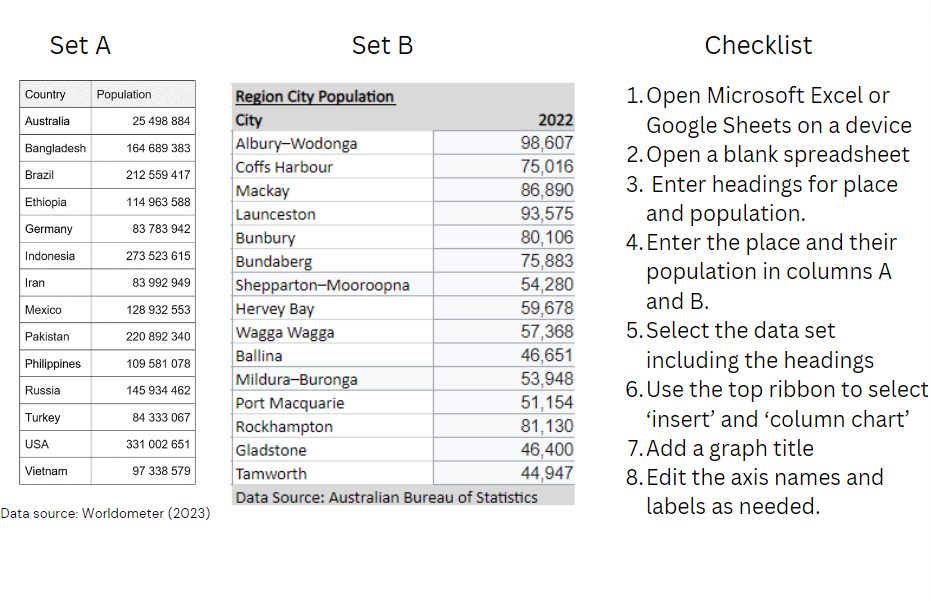 Set A
Country Population
Australia 25 498 884
Bangladesh 164 689 383
Brazil 212 559 417
Ethiopia 114 963 588
Germany 83 783 942
Indonesia 273 523 615
Iran 83 992 949
Mexico 128 932 553
Pakistan 220 892 340
Philippines 109 581 078
Russia 145 934 462
Turkey 84 333 067
USA 331 002 651
Vietnam 97 338 579
Data source: Worldometer (2023)
Set B
Region City Population
City 2022
Albury–Wodonga 98,607
Coffs Harbour 75,016
Mackay 86,890
Launceston 93,575
Bunbury 80,106
Bundaberg 75,883
Shepparton–Mooroopna 54,280
Hervey Bay 59,678
Wagga Wagga 57,368
Ballina 46,651
Mildura–Buronga 53,948
Port Macquarie 51,154
Rockhampton 81,130
Gladstone 46,400
Tamworth 44,947
Data Source: Australian Bureau of Statistics
Checklist
1. Open Microsoft Excel or
Google Sheets on a device
2. Open a blank spreadsheet
3. Enter headings for place
and population.
4. Enter the place and their
population in columns A
and B.
5. Select the data set
including the headings
6. Use the top ribbon to select
‘insert’ and ‘column chart’
7. Add a graph title
8. Edit the axis names and
labels as needed.